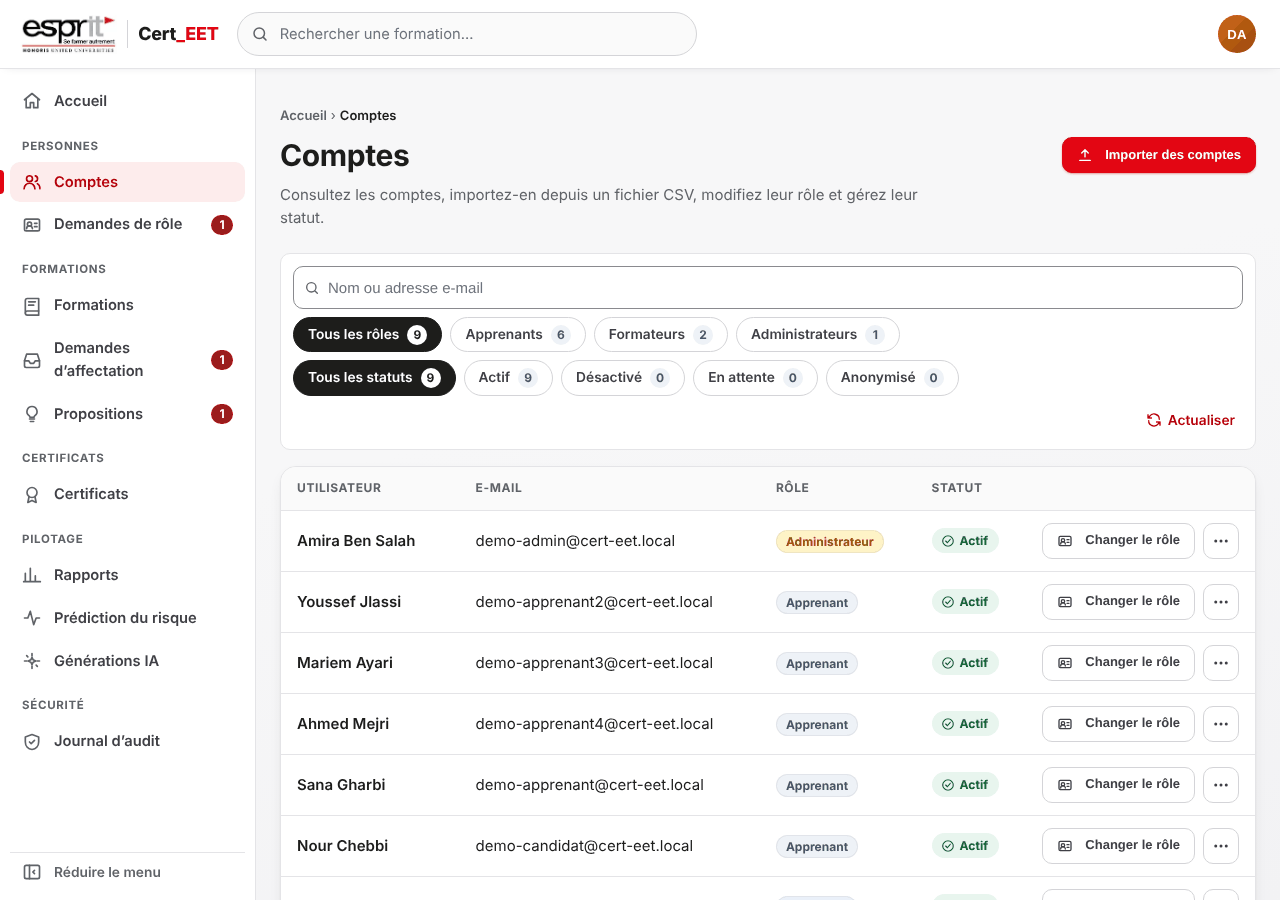 esprit
Se former autrement
HONORIS UNITED UNIVERSITIES
Cert_EET
Rechercher une formation...
DA
Accueil
PERSONNES
Comptes
Demandes de rôle 1
FORMATIONS
Formations
Demandes
d’affectation 1
Propositions 1
CERTIFICATS
Certificats
PILOTAGE
Rapports
Prédiction du risque
Générations IA
SÉCURITÉ
Journal d’audit
Réduire le menu
Accueil › Comptes
Comptes
Importer des comptes
Consultez les comptes, importez-en depuis un fichier CSV, modifiez leur rôle et gérez leur
statut.
Nom ou adresse e-mail
Tous les rôles 9 Apprenants 6 Formateurs 2 Administrateurs 1
Tous les statuts 9 Actif 9 Désactivé 0 En attente 0 Anonymisé 0
Actualiser
UTILISATEUR E-MAIL RÔLE STATUT
Amira Ben Salah demo-admin@cert-eet.local Administrateur Actif Changer le rôle
Youssef Jlassi demo-apprenant2@cert-eet.local Apprenant Actif Changer le rôle
Mariem Ayari demo-apprenant3@cert-eet.local Apprenant Actif Changer le rôle
Ahmed Mejri demo-apprenant4@cert-eet.local Apprenant Actif Changer le rôle
Sana Gharbi demo-apprenant@cert-eet.local Apprenant Actif Changer le rôle
Nour Chebbi demo-candidat@cert-eet.local Apprenant Actif Changer le rôle